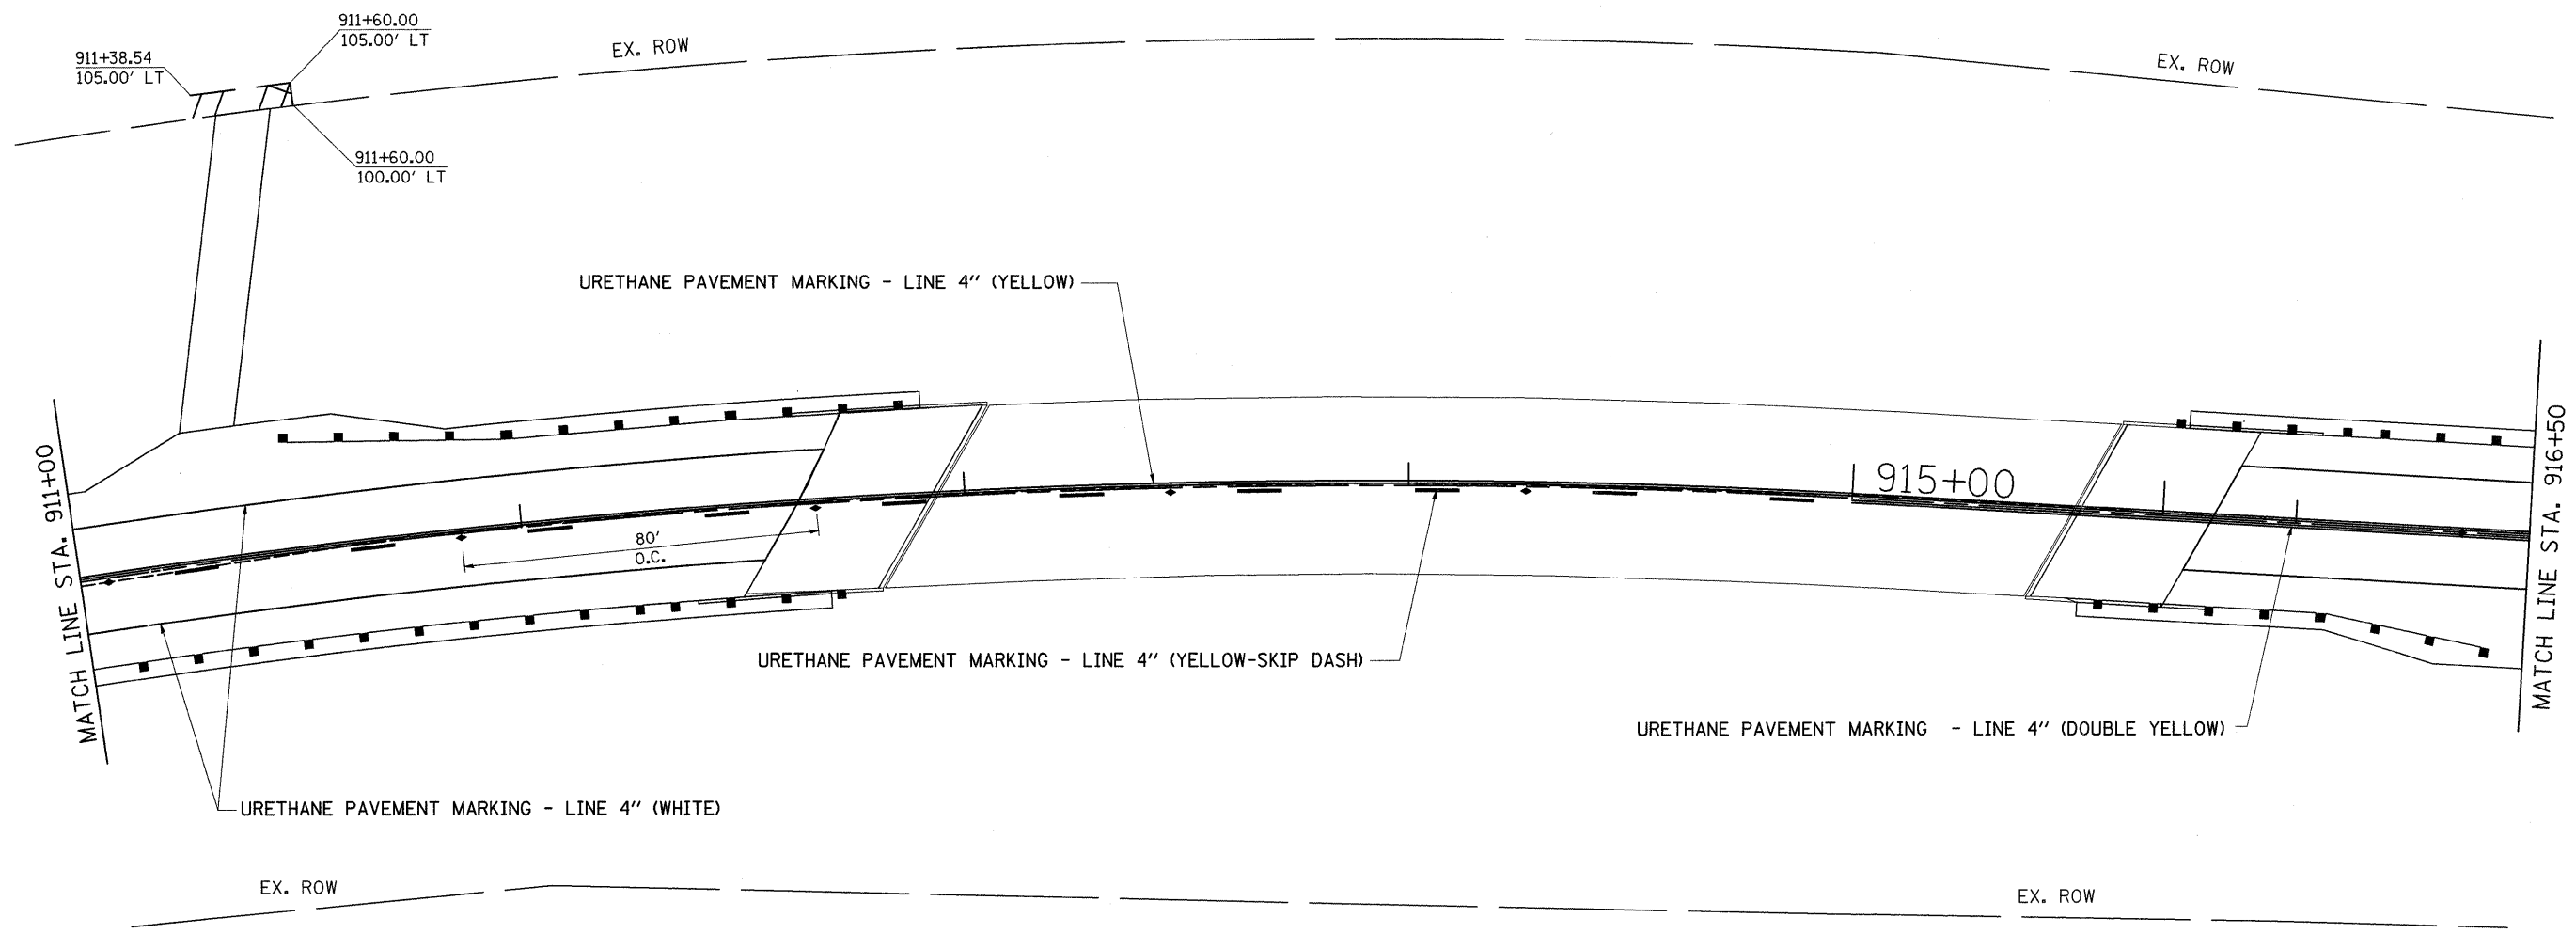 911+60.00
105.00' LT
911+38.54
105.00' LT
EX. ROW
EX. ROW
911+60.00
100.00' LT
URETHANE PAVEMENT MARKING - LINE 4" (YELLOW)
MATCH LINE STA. 911+00
915+00
MATCH LINE STA. 916+50
80'
O.C.
URETHANE PAVEMENT MARKING - LINE 4" (YELLOW-SKIP DASH)
URETHANE PAVEMENT MARKING - LINE 4" (DOUBLE YELLOW)
URETHANE PAVEMENT MARKING - LINE 4" (WHITE)
EX. ROW
EX. ROW